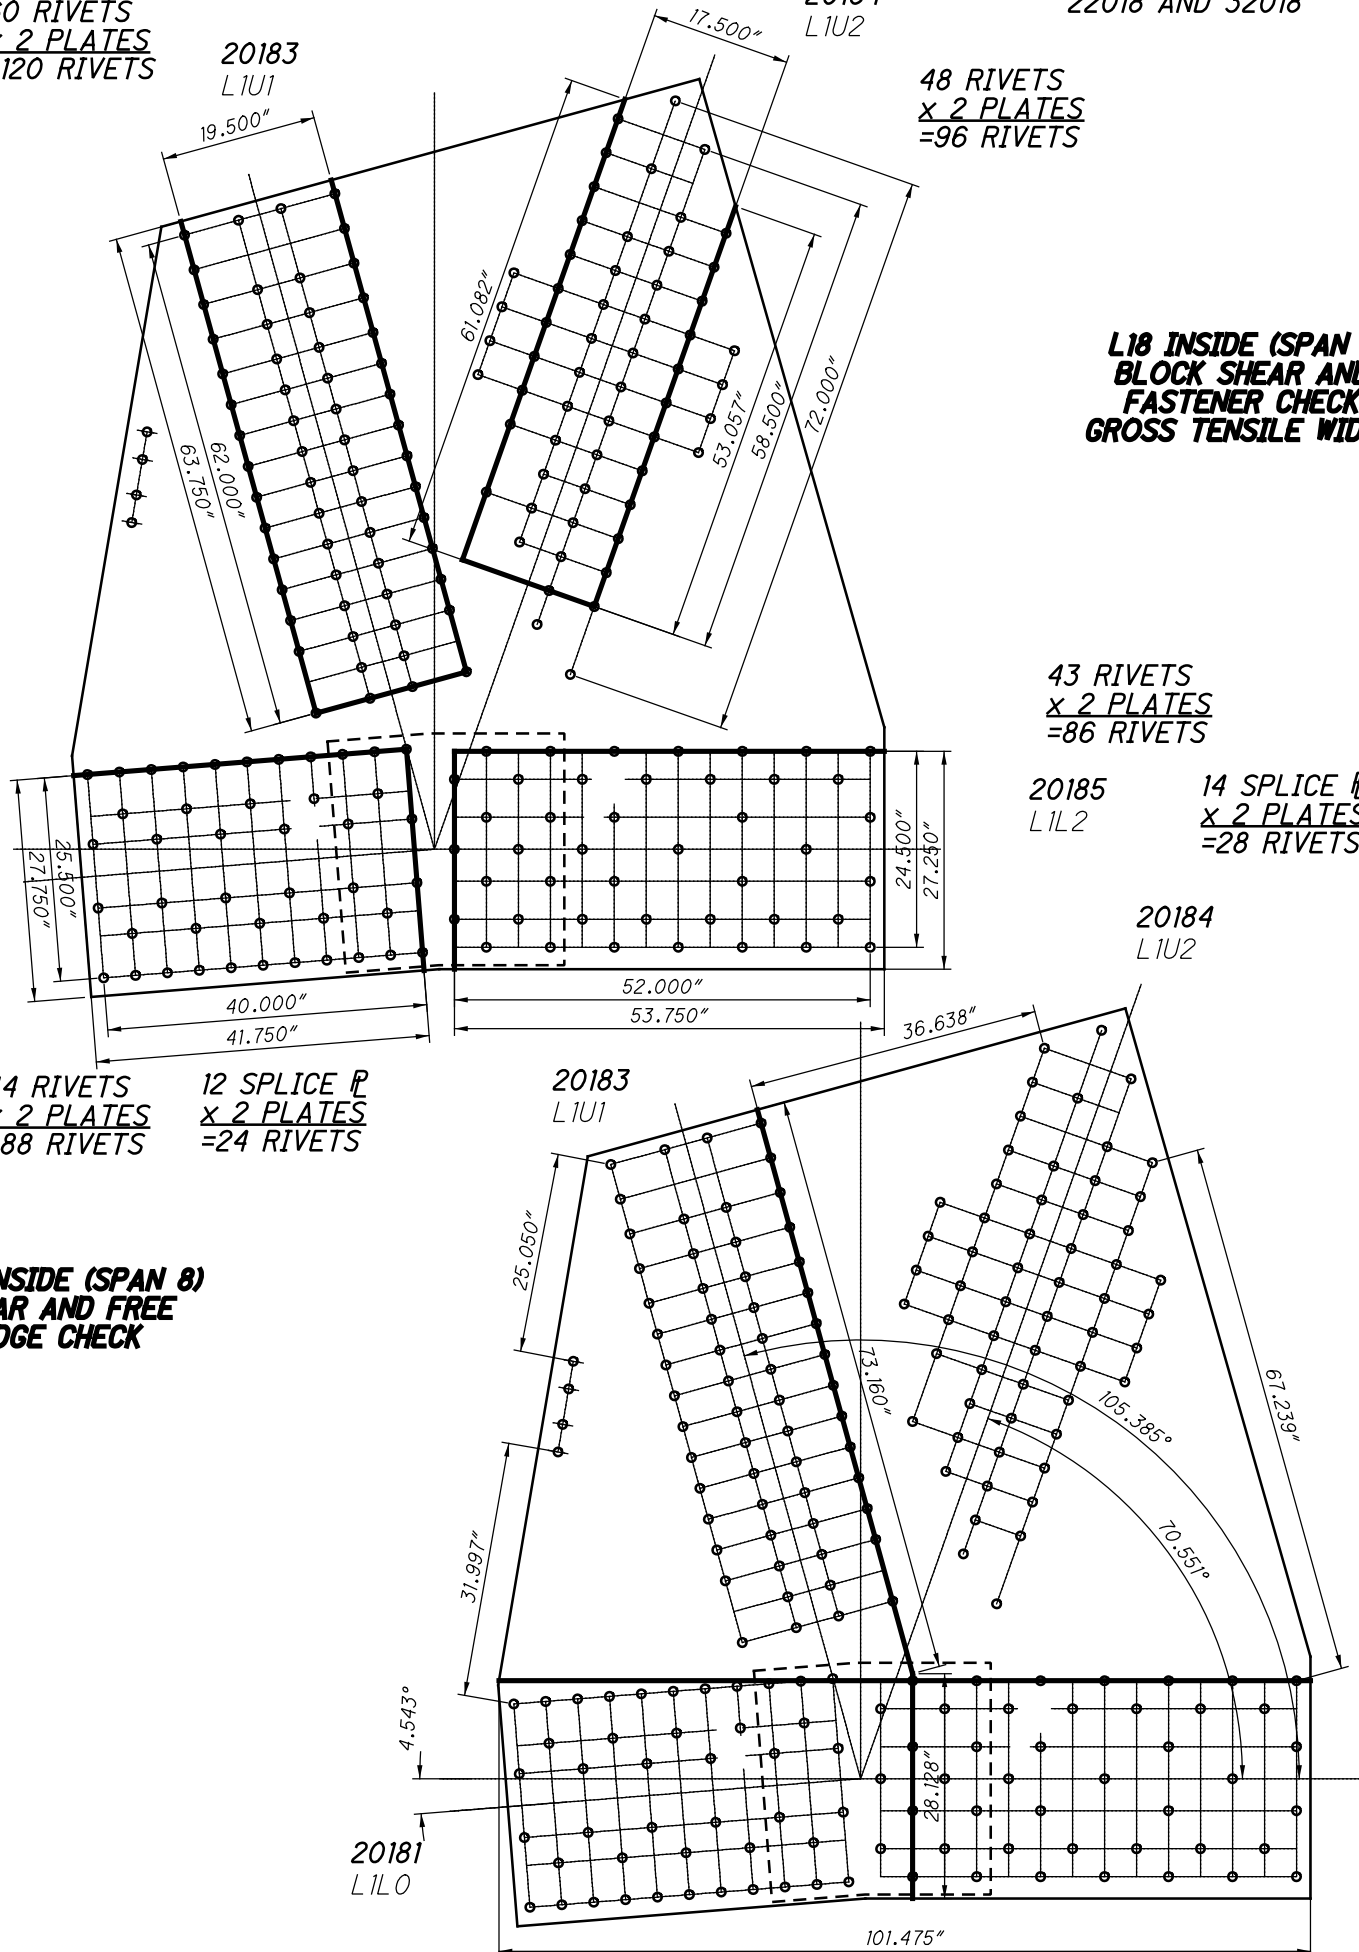 x 2 PLATES
120 RIVETS
20183
L1U1
19.500"
17.500"
L1U2
22018 AND 32018
48 RIVETS
x 2 PLATES
=96 RIVETS
61.082"
53.057"
58.500"
72.000"
62.000"
63.750"
L18 INSIDE (SPAN
BLOCK SHEAR AND
FASTENER CHECK
GROSS TENSILE
43 RIVETS
x 2 PLATES
=86 RIVETS
20185
L1L2
14 SPLICE PL
x 2 PLATES
=28 RIVETS
25.500"
27.750"
24.500"
27.250"
40.000"
41.750"
52.000"
53.750"
4 RIVETS
x 2 PLATES
88 RIVETS
12 SPLICE PL
x 2 PLATES
=24 RIVETS
20183
L1U1
20184
L1U2
36.638"
25.050"
31.997"
73.160"
105.385°
70.551°
67.239"
NSIDE (SPAN 8)
AR AND FREE
DGE CHECK
4.543°
28.128"
20181
L1L0
101.475"